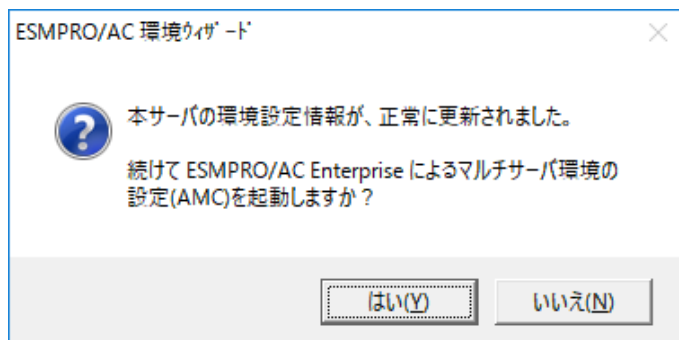 ESMPRO/AC 環境ｳｨｻﾞｰﾄﾞ
本サーバの環境設定情報が、正常に更新されました。
続けて ESMPRO/AC Enterprise によるマルチサーバ環境の
設定(AMC)を起動しますか？
はい(Y)
いいえ(N)